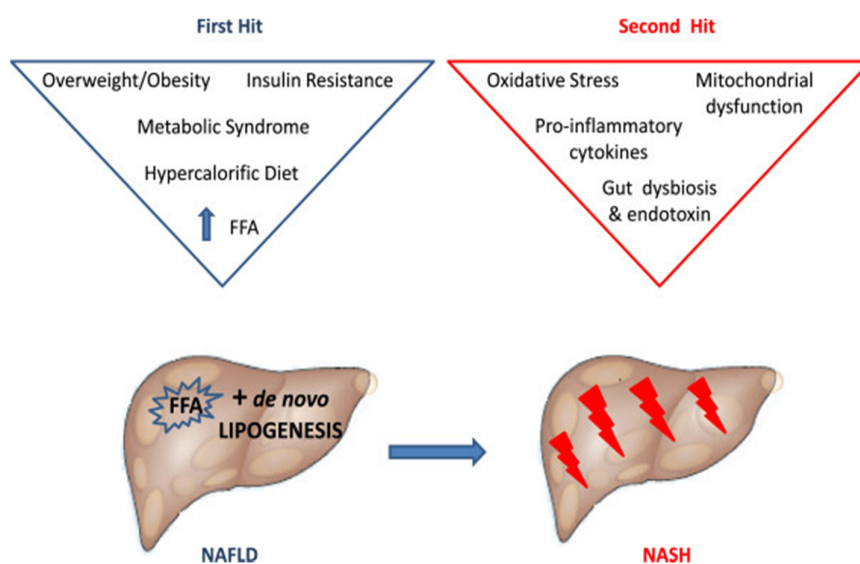 First Hit
Second Hit
Overweight/Obesity
Insulin Resistance
Metabolic Syndrome
Hypercalorific Diet
FFA
Oxidative Stress
Mitochondrial
dysfunction
Pro-inflammatory
cytokines
Gut dysbiosis
& endotoxin
FFA
+ de novo
LIPOGENESIS
NAFLD
NASH